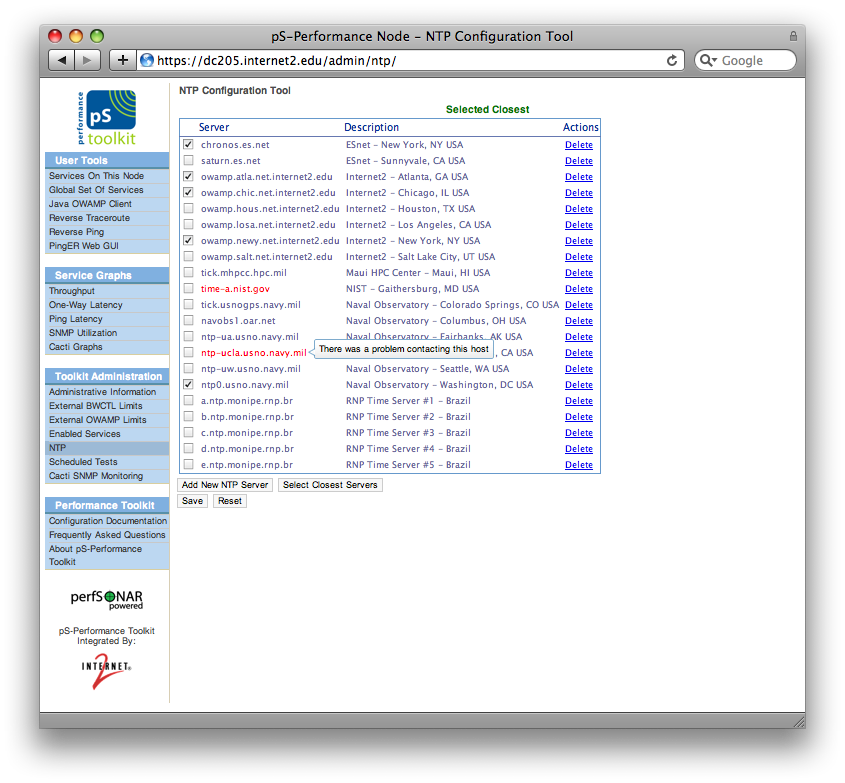 pS-Performance Node – NTP Configuration Tool
https://dc205.internet2.edu/admin/ntp/
Google
performance
pS
toolkit
User Tools
Services On This Node
Global Set Of Services
Java OWAMP Client
Reverse Traceroute
Reverse Ping
PingER Web GUI
Service Graphs
Throughput
One-Way Latency
Ping Latency
SNMP Utilization
Cacti Graphs
Toolkit Administration
Administrative Information
External BWCTL Limits
External OWAMP Limits
Enabled Services
NTP
Scheduled Tests
Cacti SNMP Monitoring
Performance Toolkit
Configuration Documentation
Frequently Asked Questions
About pS-Performance
Toolkit
perfSONAR
powered
pS-Performance Toolkit
Integrated By:
INTERNET
2
NTP Configuration Tool
Selected Closest
Server Description Actions
chronos.es.net ESnet – New York, NY USA Delete
saturn.es.net ESnet – Sunnyvale, CA USA Delete
owamp.atla.net.internet2.edu Internet2 – Atlanta, GA USA Delete
owamp.chic.net.internet2.edu Internet2 – Chicago, IL USA Delete
owamp.hous.net.internet2.edu Internet2 – Houston, TX USA Delete
owamp.losa.net.internet2.edu Internet2 – Los Angeles, CA USA Delete
owamp.newy.net.internet2.edu Internet2 – New York, NY USA Delete
owamp.salt.net.internet2.edu Internet2 – Salt Lake City, UT USA Delete
tick.mhpcc.hpc.mil Maui HPC Center – Maui, HI USA Delete
time-a.nist.gov NIST – Gaithersburg, MD USA Delete
tick.usnogps.navy.mil Naval Observatory – Colorado Springs, CO USA Delete
navobs1.oar.net Naval Observatory – Columbus, OH USA Delete
ntp-ua.usno.navy.mil Naval Observatory – Fairbanks, AK USA Delete
ntp-ucla.usno.navy.mil There was a problem contacting this host , CA USA Delete
ntp-uw.usno.navy.mil Naval Observatory – Seattle, WA USA Delete
ntp0.usno.navy.mil Naval Observatory – Washington, DC USA Delete
a.ntp.monipe.rnp.br RNP Time Server #1 – Brazil Delete
b.ntp.monipe.rnp.br RNP Time Server #2 – Brazil Delete
c.ntp.monipe.rnp.br RNP Time Server #3 – Brazil Delete
d.ntp.monipe.rnp.br RNP Time Server #4 – Brazil Delete
e.ntp.monipe.rnp.br RNP Time Server #5 – Brazil Delete
Add New NTP Server Select Closest Servers
Save Reset